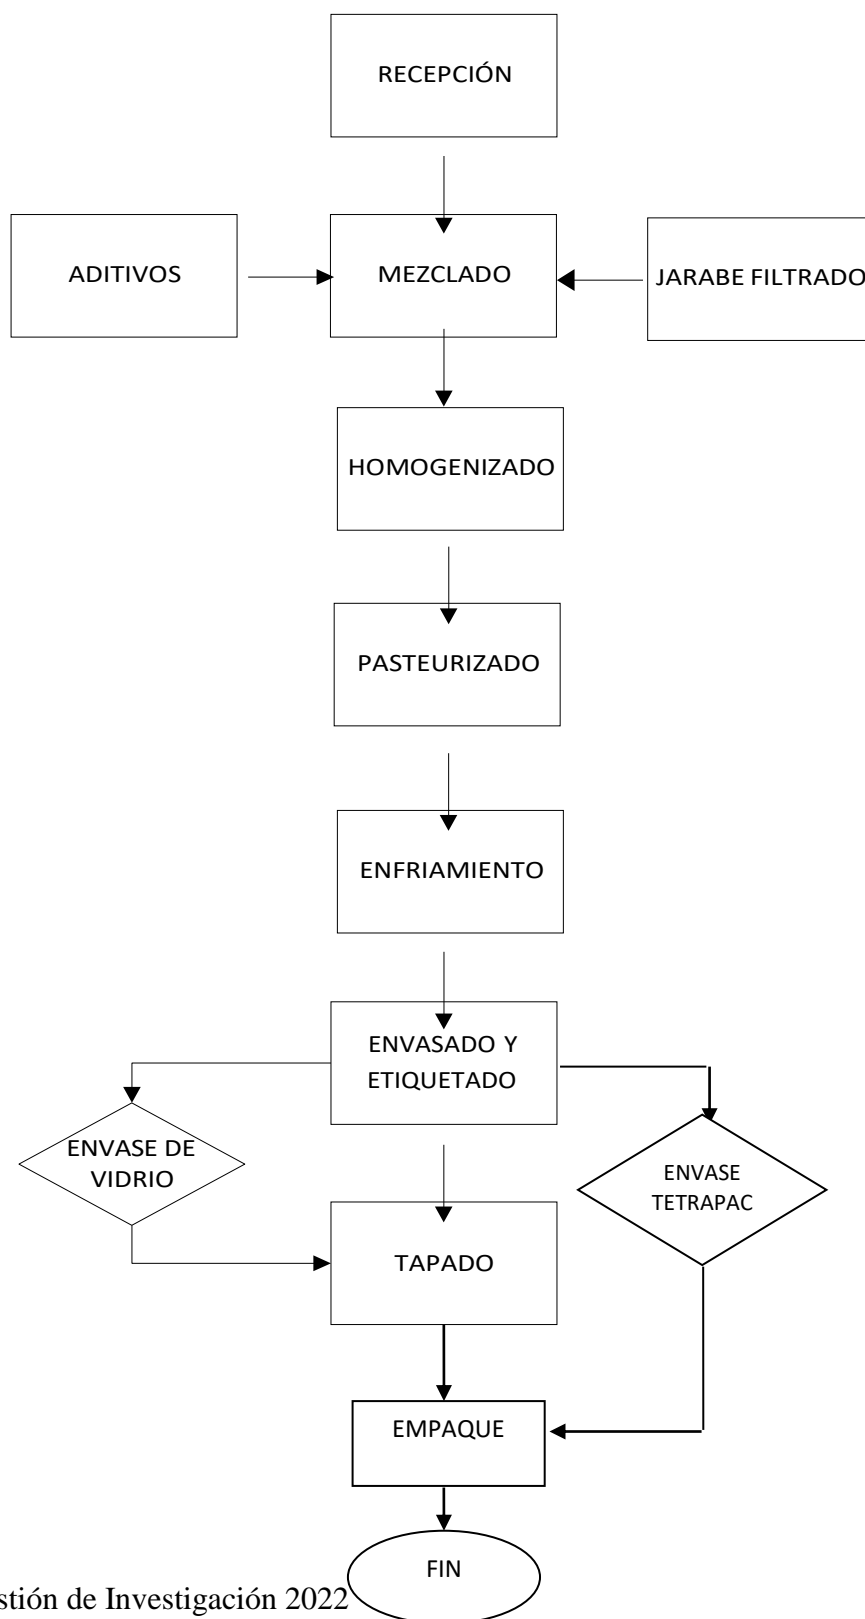 RECEPCIÓN
ADITIVOS
MEZCLADO
JARABE FILTRADO
HOMOGENIZADO
PASTEURIZADO
ENFRIAMIENTO
ENVASADO Y
ETIQUETADO
ENVASE DE
VIDRIO
ENVASE
TETRAPAC
TAPADO
EMPAQUE
FIN
stión de Investigación 2022